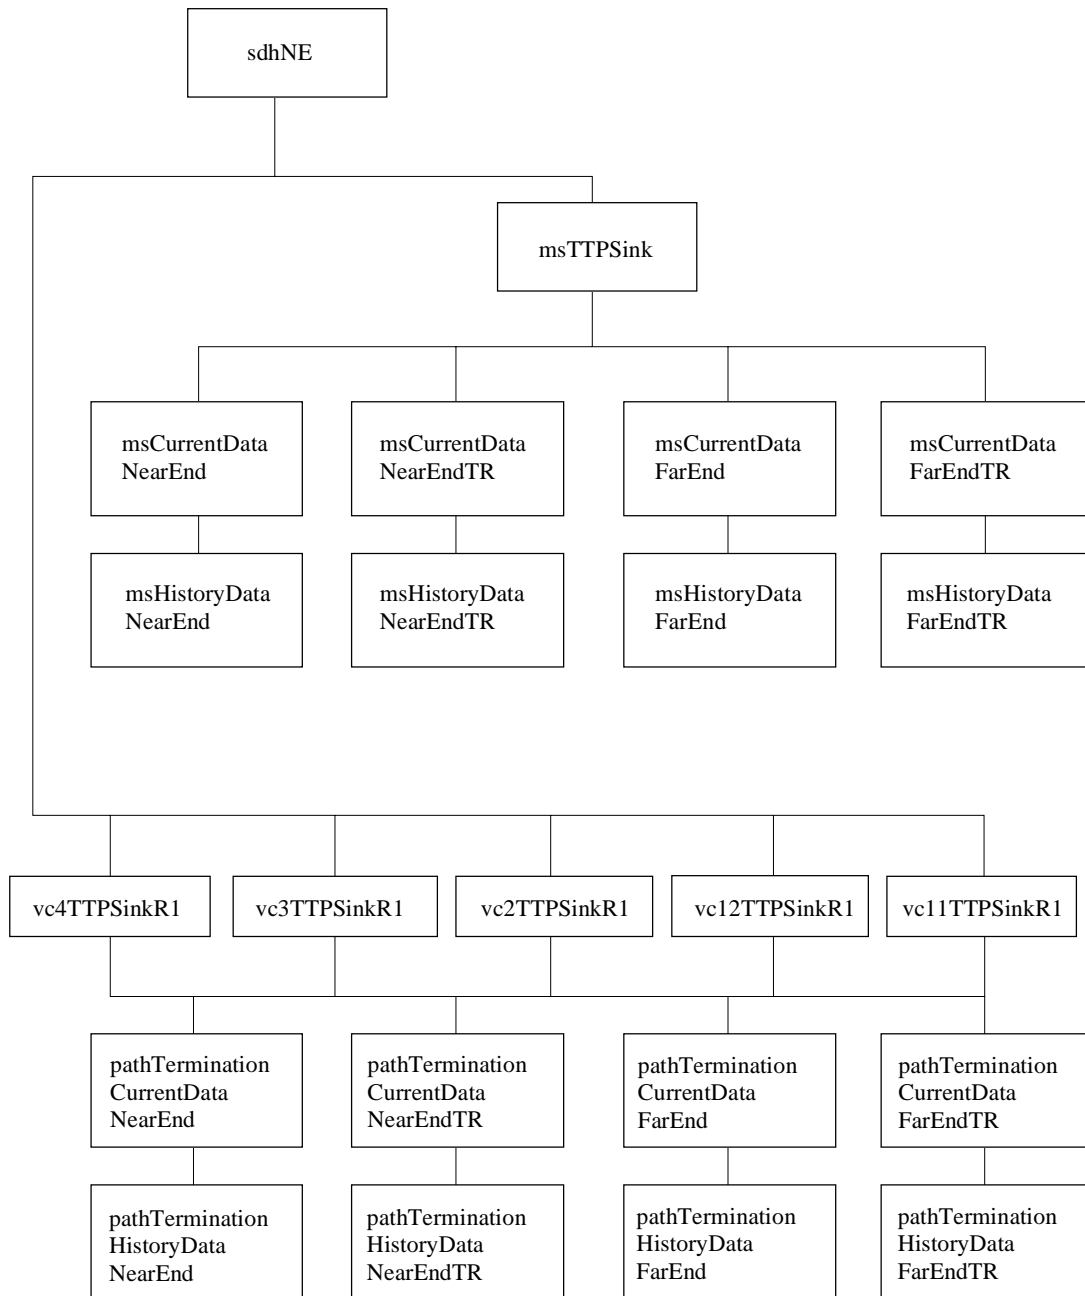 sdhNE
msTTPSink
msCurrentData
NearEnd
msCurrentData
NearEndTR
msCurrentData
FarEnd
msCurrentData
FarEndTR
msHistoryData
NearEnd
msHistoryData
NearEndTR
msHistoryData
FarEnd
msHistoryData
FarEndTR
vc4TTPSinkR1
vc3TTPSinkR1
vc2TTPSinkR1
vc12TTPSinkR1
vc11TTPSinkR1
pathTermination
CurrentData
NearEnd
pathTermination
CurrentData
NearEndTR
pathTermination
CurrentData
FarEnd
pathTermination
CurrentData
FarEndTR
pathTermination
HistoryData
NearEnd
pathTermination
HistoryData
NearEndTR
pathTermination
HistoryData
FarEnd
pathTermination
HistoryData
FarEndTR